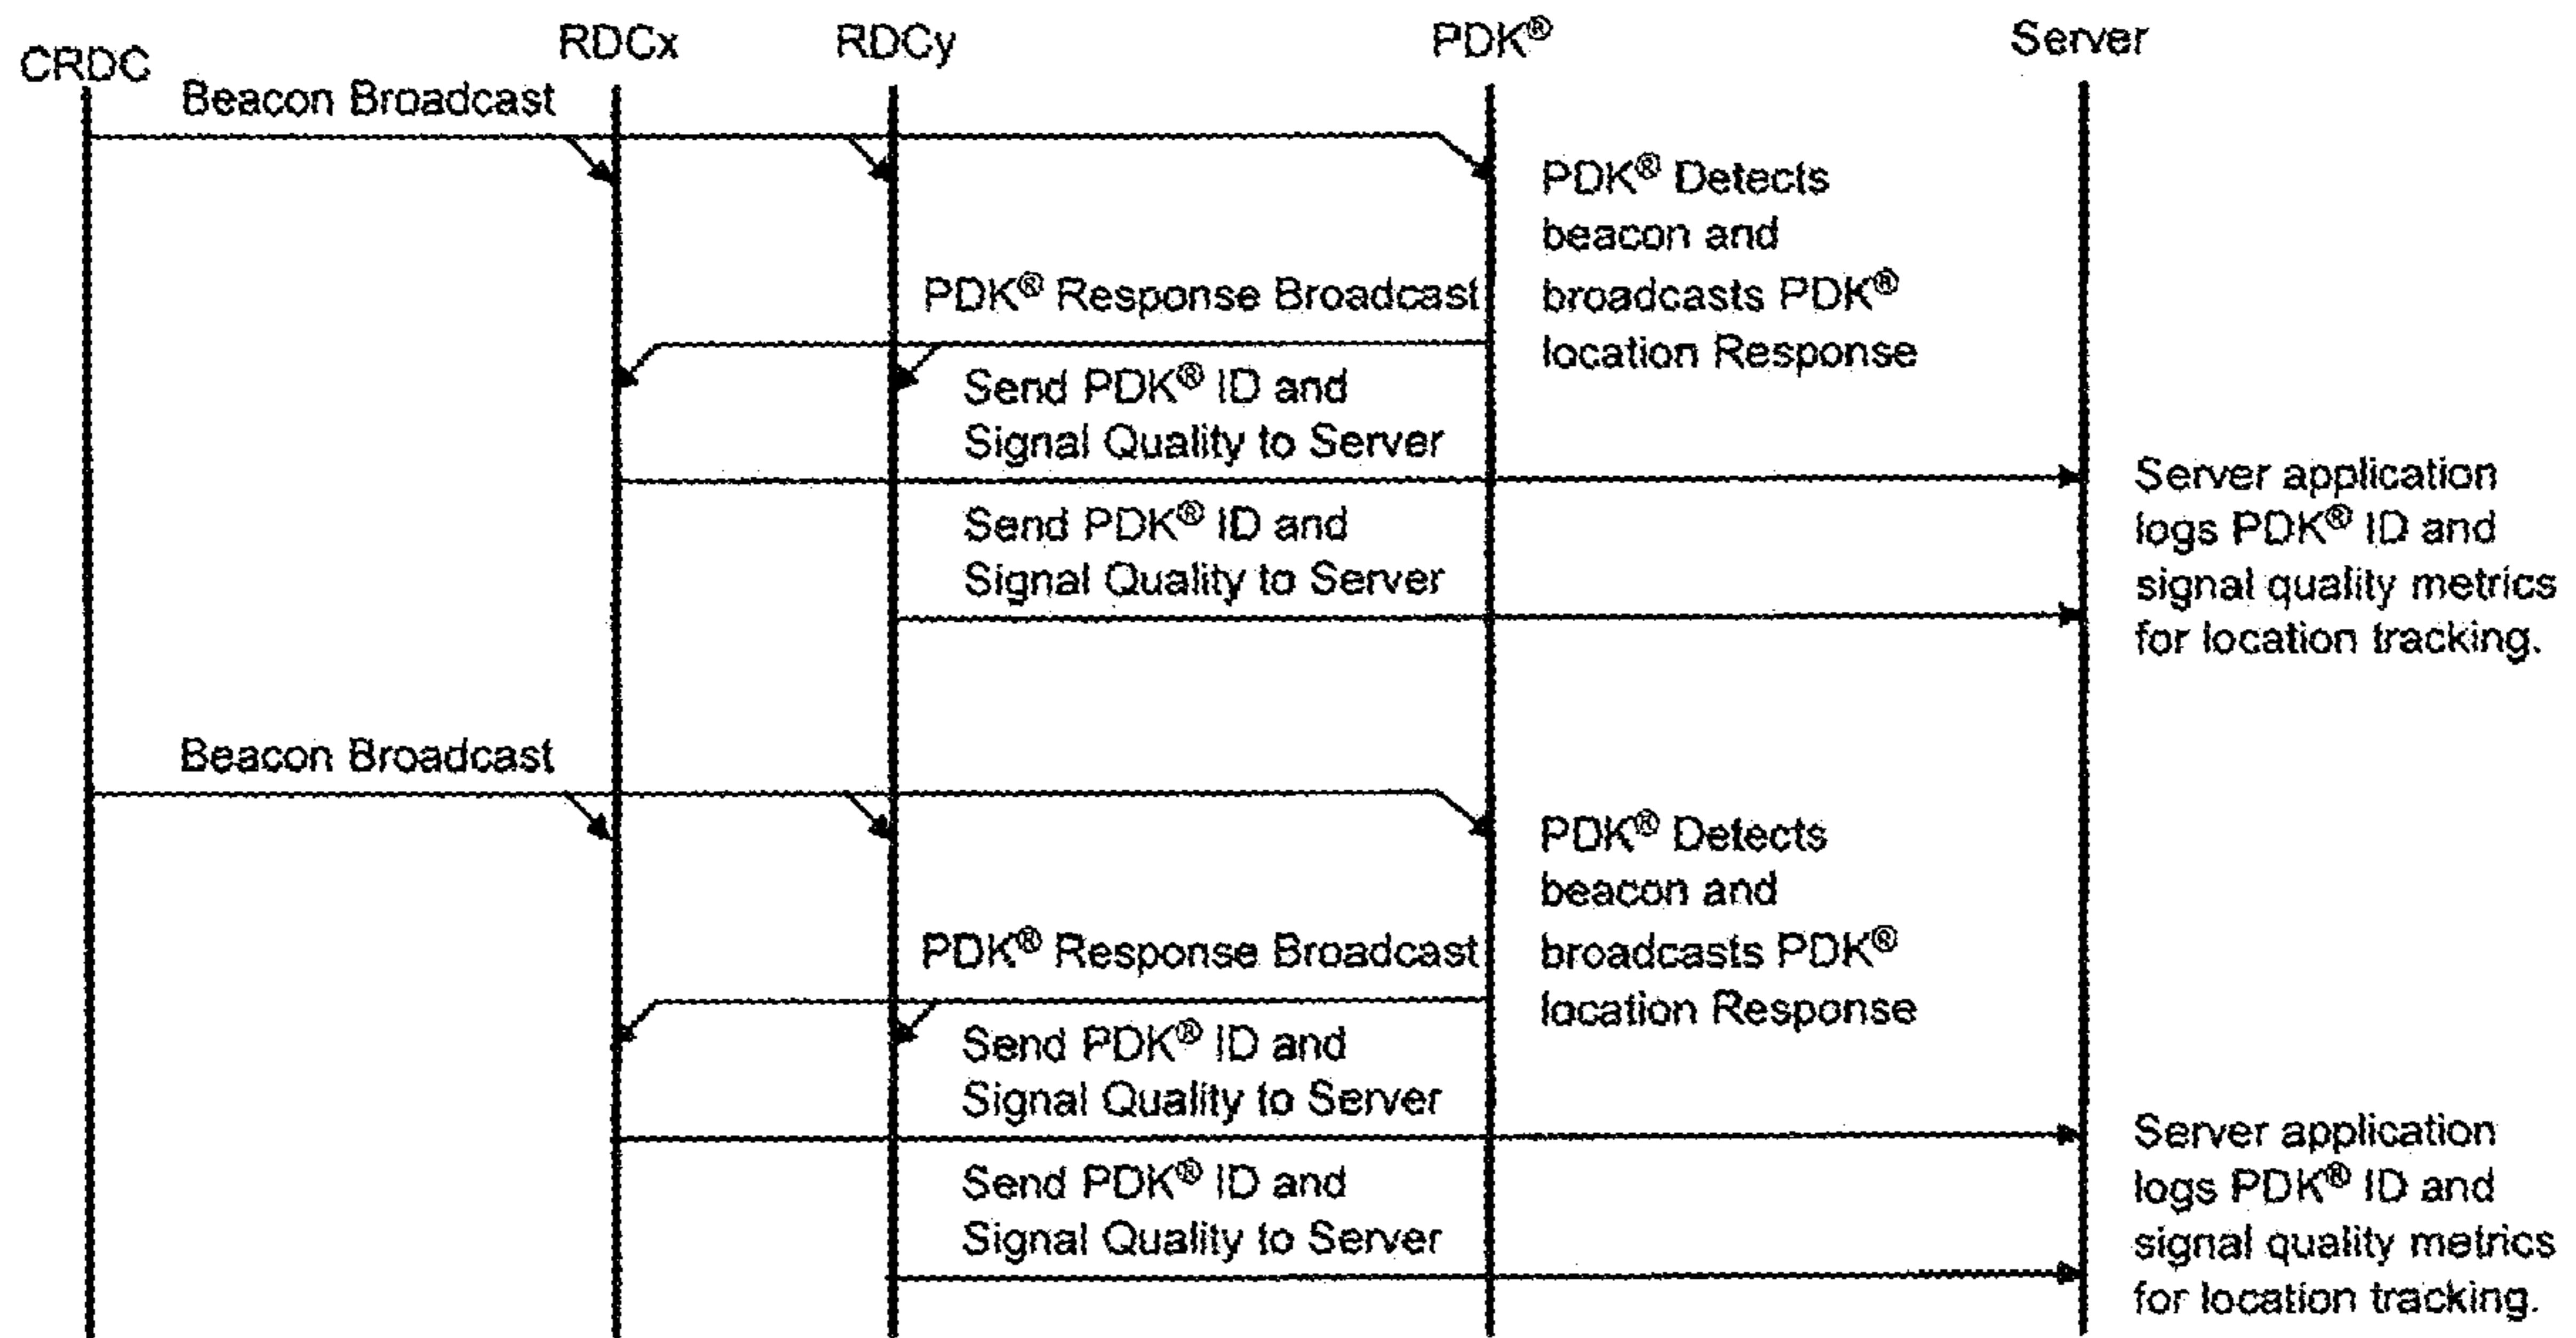 CRDC
RDCx
RDCy
PDK®
Server
Beacon Broadcast
PDK® Detects
beacon and
broadcasts PDK®
location Response
PDK® Response Broadcast
Send PDK® ID and
Signal Quality to Server
Send PDK® ID and
Signal Quality to Server
Server application
logs PDK® ID and
signal quality metrics
for location tracking.
Beacon Broadcast
PDK® Detects
beacon and
broadcasts PDK®
location Response
PDK® Response Broadcast
Send PDK® ID and
Signal Quality to Server
Send PDK® ID and
Signal Quality to Server
Server application
logs PDK® ID and
signal quality metrics
for location tracking.